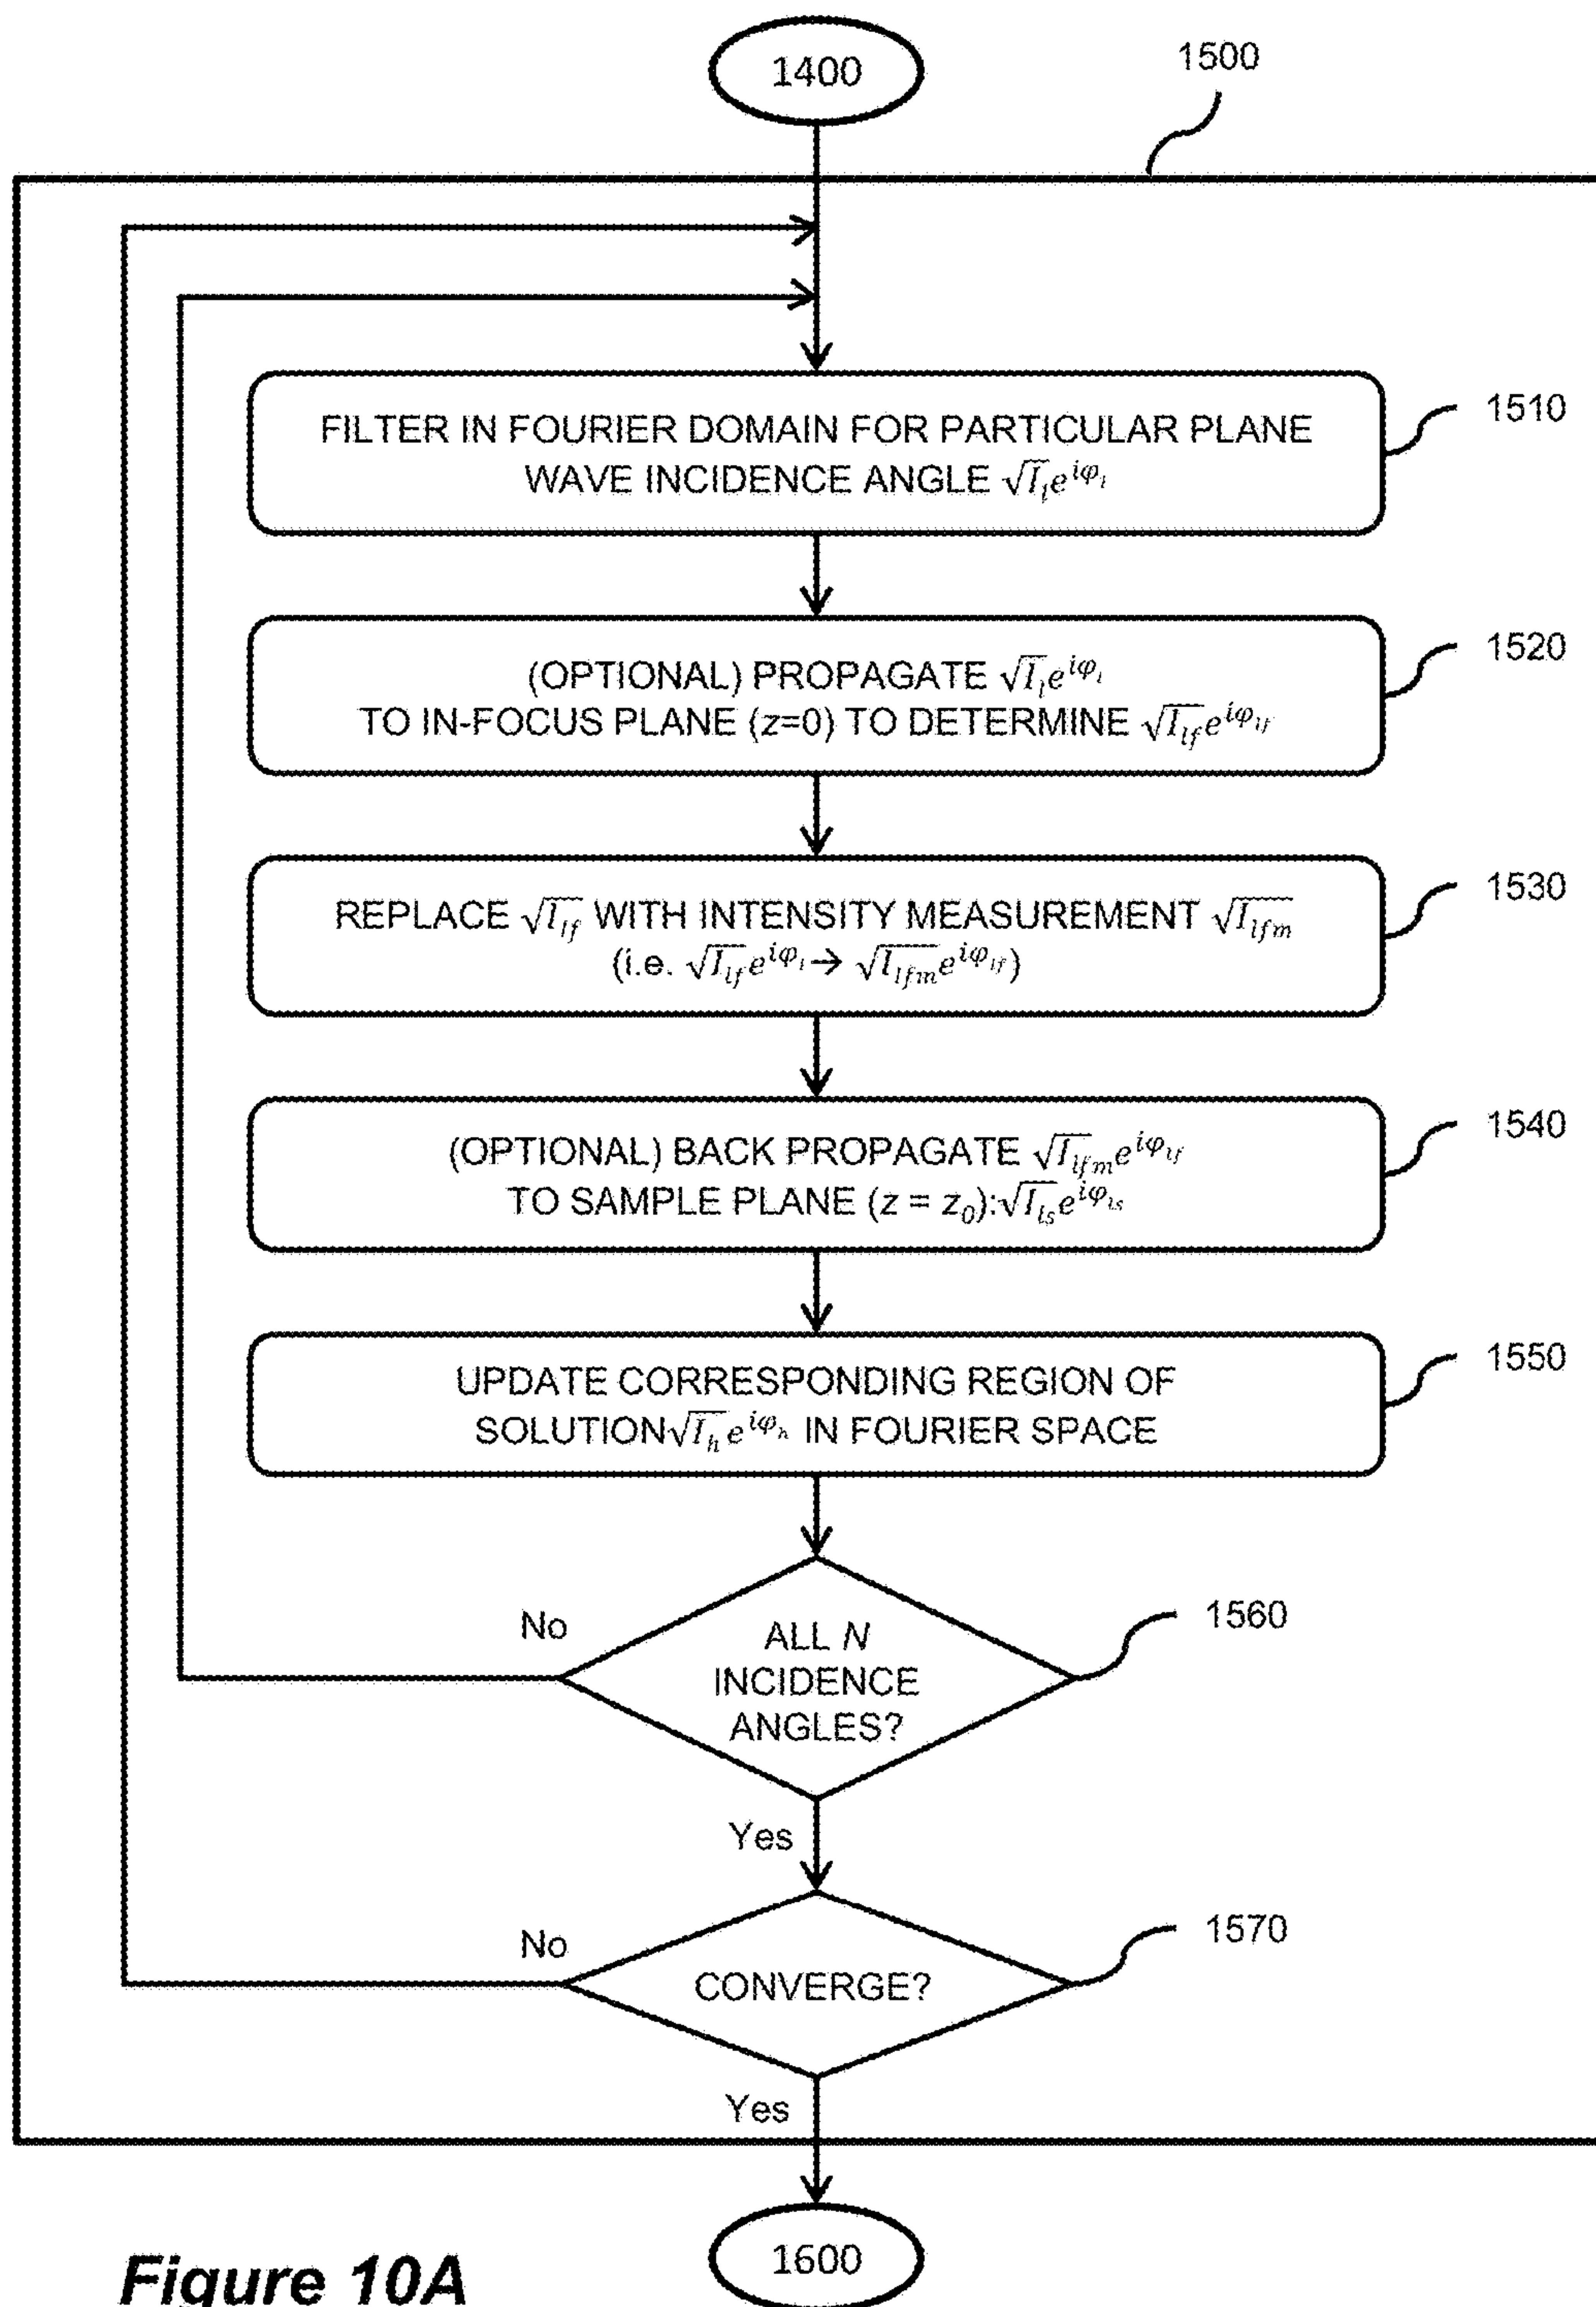 1400
1500
FILTER IN FOURIER DOMAIN FOR PARTICULAR PLANE
WAVE INCIDENCE ANGLE √I_l e^{iφ_l}
1510
(OPTIONAL) PROPAGATE √I_l e^{iφ_l}
TO IN-FOCUS PLANE (z=0) TO DETERMINE √I_{lf} e^{iφ_{lf}}
1520
REPLACE √I_{lf} WITH INTENSITY MEASUREMENT √I_{lfm}
(i.e. √I_{lf} e^{iφ_l} → √I_{lfm} e^{iφ_{lf}})
1530
(OPTIONAL) BACK PROPAGATE √I_{lfm} e^{iφ_{lf}}
TO SAMPLE PLANE (z = z_0): √I_{ls} e^{iφ_{ls}}
1540
UPDATE CORRESPONDING REGION OF
SOLUTION √I_h e^{iφ_h} IN FOURIER SPACE
1550
ALL N
INCIDENCE
ANGLES?
1560
No
Yes
CONVERGE?
1570
No
Yes
1600
Figure 10A